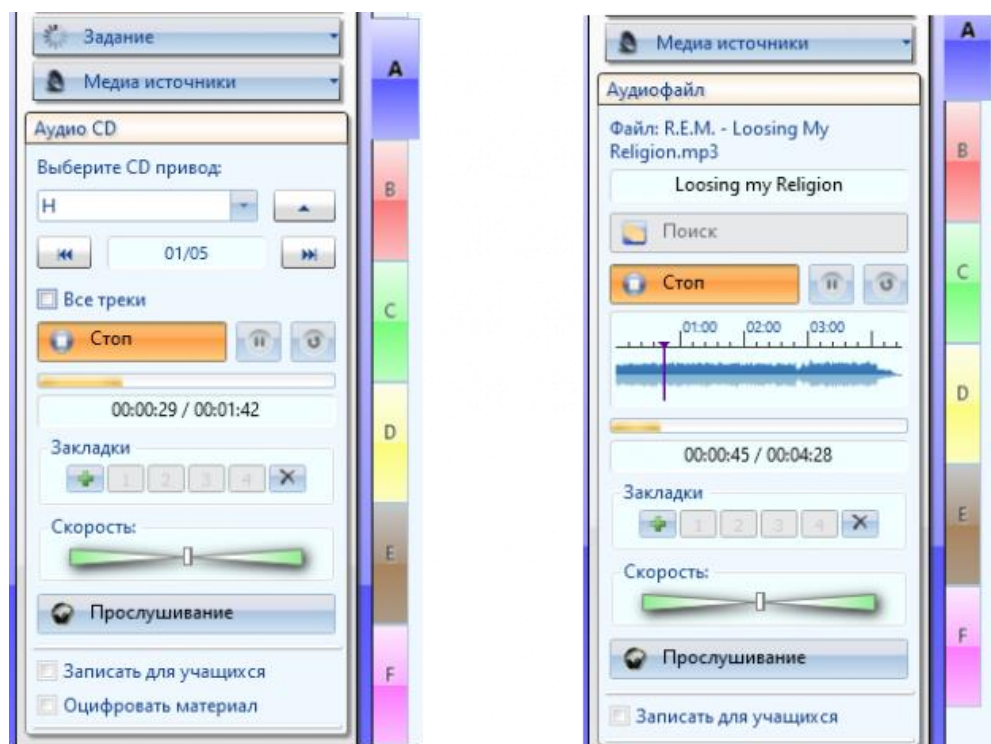 Задание
Медиа источники
Аудио CD
Выберите CD привод:
H
01/05
Все треки
Стоп
00:00:29 / 00:01:42
Закладки
1 2 3 4
Скорость:
Прослушивание
Записать для учащихся
Оцифровать материал
A
B
C
D
E
F
Медиа источники
Аудиофайл
Файл: R.E.M. - Loosing My
Religion.mp3
Loosing my Religion
Поиск
Стоп
01:00 02:00 03:00
00:00:45 / 00:04:28
Закладки
1 2 3 4
Скорость:
Прослушивание
Записать для учащихся
A
B
C
D
E
F